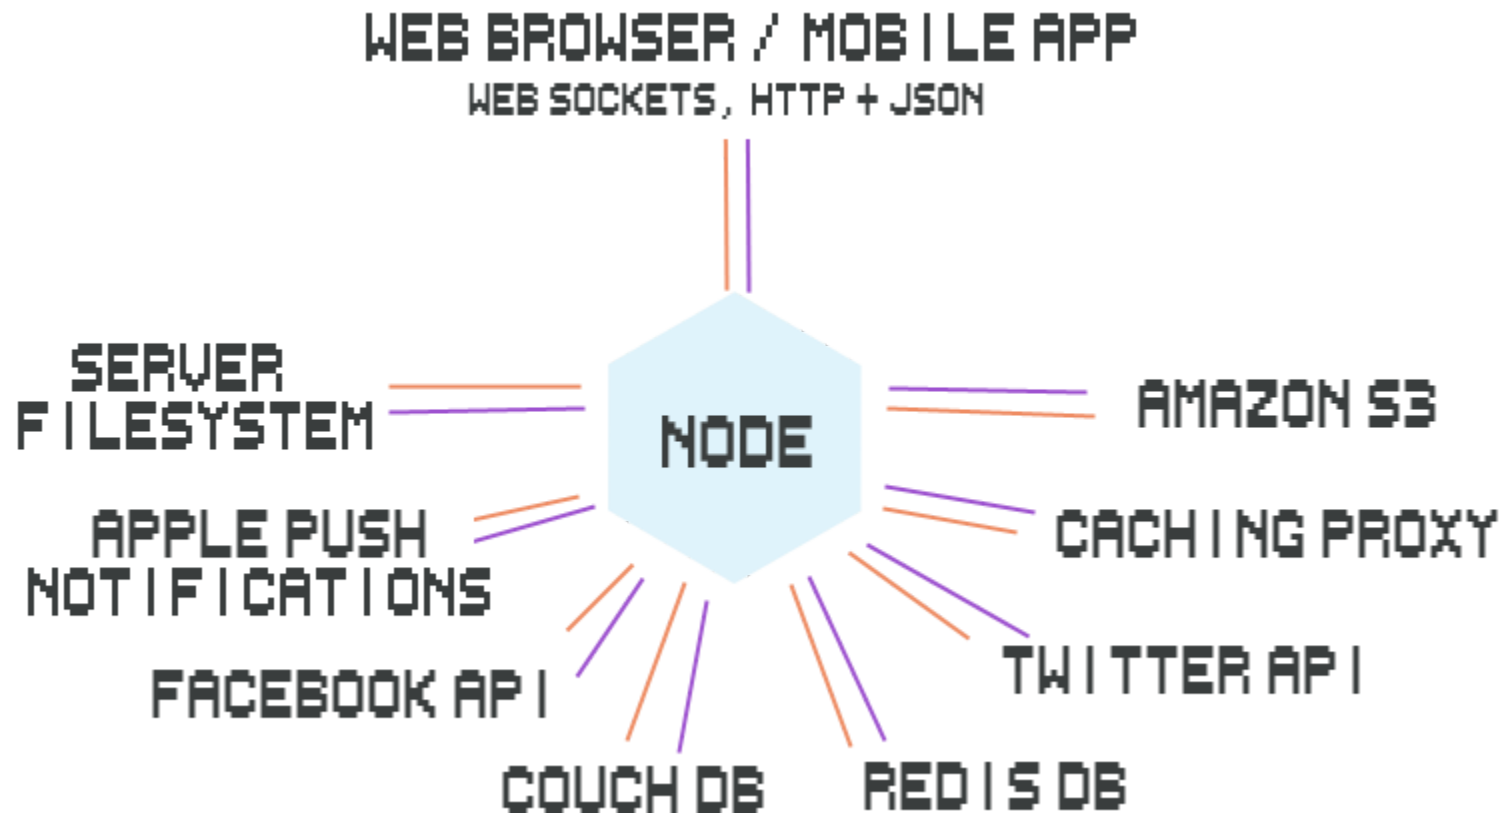 WEB BROWSER / MOBILE APP
WEB SOCKETS, HTTP + JSON
SERVER
FILESYSTEM
NODE
AMAZON S3
APPLE PUSH
NOTIFICATIONS
CACHING PROXY
FACEBOOK API
TWITTER API
COUCH DB
REDIS DB